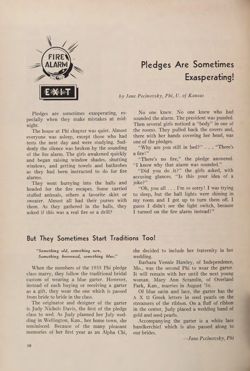 FIRE
ALARM
EXIT
Pledges Are Sometimes
Exasperating!
by Jane Pecinovsky, Phi, U. of Kansas
Pledges are sometimes exasperating, es-
pecially when they make mistakes at mid-
night.
The house at Phi chapter was quiet. Almost
everyone was asleep, except those who had
tests the next day and were studying. Sud-
denly the silence was broken by the sounding
of the fire alarm. The girls awakened quickly
and began raising window shades, shutting
windows, and getting towels and bathrobes
as they had been instructed to do for fire
alarms.
They went hurrying into the halls and
headed for the fire escapes. Some carried
stuffed animals, others a favorite skirt or
sweater. Almost all had their purses with
them. As they gathered in the halls, they
asked if this was a real fire or a drill?
No one knew. No one knew who had
sounded the alarm. The president was puzzled.
Then several girls noticed a "body" in one of
the rooms. They pulled back the covers and,
there with her hands covering her head, was
one of the pledges.
"Why are you still in bed?" . . . "There's
a fire!"
"There's no fire," the pledge answered.
"I know why that alarm was sounded."
"Did you do it?" the girls asked, with
accusing glances, "Is this your idea of a
joke?"
"Oh, you all . . . I'm so sorry! I was trying
to sleep, but the hall lights were shining in
my room and I got up to turn them off. I
guess I didn't see the light switch, because
I turned on the fire alarm instead!"
But They Sometimes Start Traditions Too!
"Something old, something new,
Something borrowed, something blue."
When the members of the 1955 Phi pledge
class marry, they follow the traditional bridal
custom of wearing a blue garter. However
instead of each buying or receiving a garter
as a gift, they wear the one which is passed
from bride to bride in the class.
The originator and designer of the garter
is Judy Nichols Davis, the first of the pledge
class to wed. As Judy planned her July wed-
ding in Wellington, Kan., her home town, she
reminisced. Because of the many pleasant
memories of her first year as an Alpha Chi,
she decided to include her fraternity in her
wedding.
Barbara Vennie Hawley, of Independence,
Mo., was the second Phi to wear the garter.
It will remain with her until the next young
woman, Mary Ann Scramlin, of Overland
Park, Kan., marries in August '57.
Of blue satin and lace, the garter has the
A X Ω Greek letters in seed pearls on the
streamers of the ribbon. On a fluff of ribbon
in the center, Judy placed a wedding band of
gold and seed pearls.
Accompanying the garter is a white lace
handkerchief which is also passed along to
our brides.
—Jane Pecinovsky, Phi